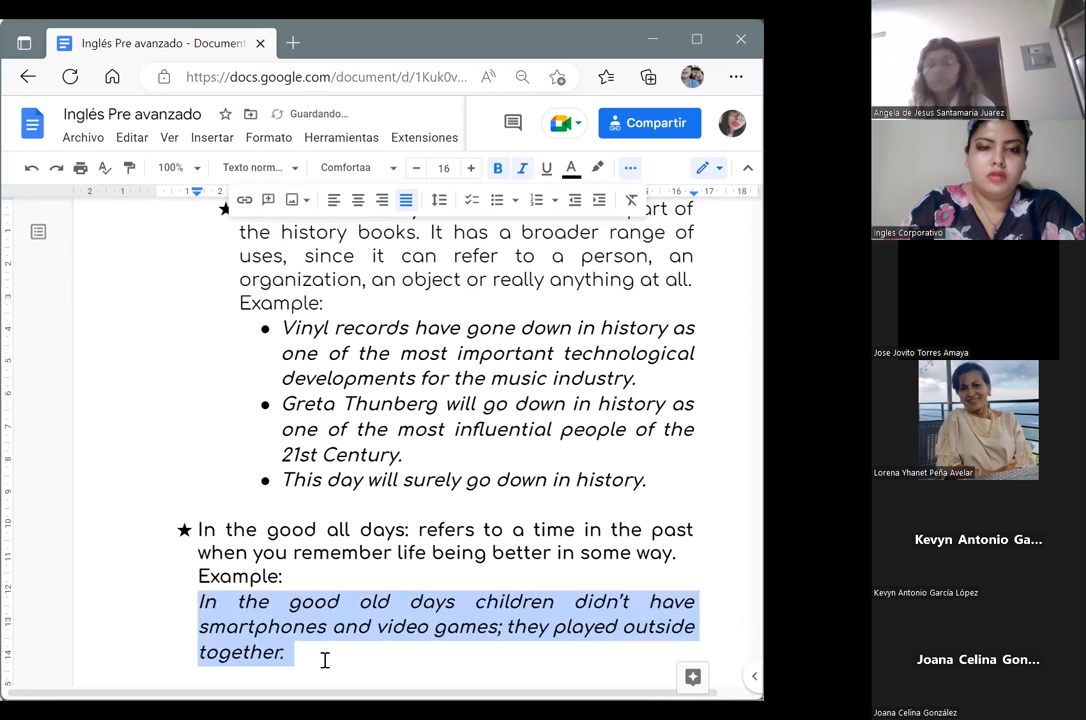 Inglés Pre avanzado - Document
https://docs.google.com/document/d/1Kuk0v...
Inglés Pre avanzado
Guardando...
Archivo Editar Ver Insertar Formato Herramientas Extensiones
Compartir
100% Texto norm... Comfortaa 16 B I U A
2 1 1 2 16 17 18
part of
the history books. It has a broader range of
uses, since it can refer to a person, an
organization, an object or really anything at all.
Example:
● Vinyl records have gone down in history as
one of the most important technological
developments for the music industry.
● Greta Thunberg will go down in history as
one of the most influential people of the
21st Century.
● This day will surely go down in history.
★ In the good all days: refers to a time in the past
when you remember life being better in some way.
Example:
In the good old days children didn't have
smartphones and video games; they played outside
together.
Angela de Jesus Santamaria Juarez
Ingles Corporativo
Jose Jovito Torres Amaya
Lorena Yhanet Peña Avelar
Kevyn Antonio Ga...
Kevyn Antonio García López
Joana Celina Gon...
Joana Celina González